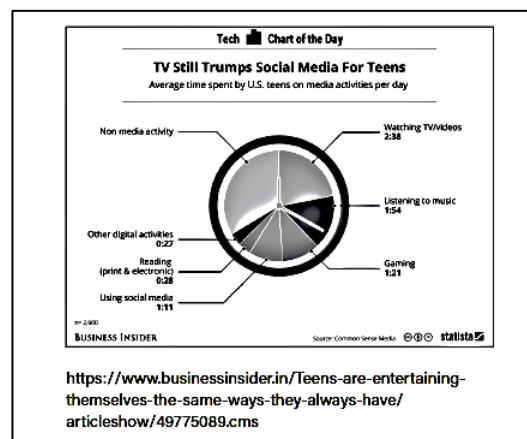 Tech Chart of the Day
TV Still Trumps Social Media For Teens
Average time spent by U.S. teens on media activities per day
Non media activity
Watching TV/videos
2:38
Listening to music
1:54
Other digital activities
0:27
Reading
(print & electronic)
0:28
Gaming
1:21
Using social media
1:11
n= 2,600
BUSINESS INSIDER
Source: Common Sense Media
statista
https://www.businessinsider.in/Teens-are-entertaining-
themselves-the-same-ways-they-always-have/
articleshow/49775089.cms